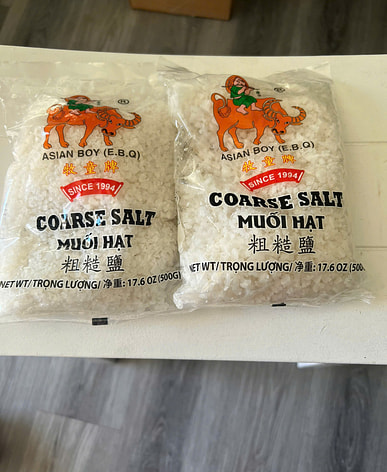 ®
ASIAN BOY (E.B.Q)
牧童牌
SINCE 1994
COARSE SALT
MUỐI HẠT
粗糙鹽
NET WT/ TRỌNG LƯỢNG/ 净重: 17.6 OZ (500G)
®
ASIAN BOY (E.B.Q)
牧童牌
SINCE 1994
COARSE SALT
MUỐI HẠT
粗糙鹽
NET WT/ TRỌNG LƯỢNG/ 净重: 17.6 OZ (500G